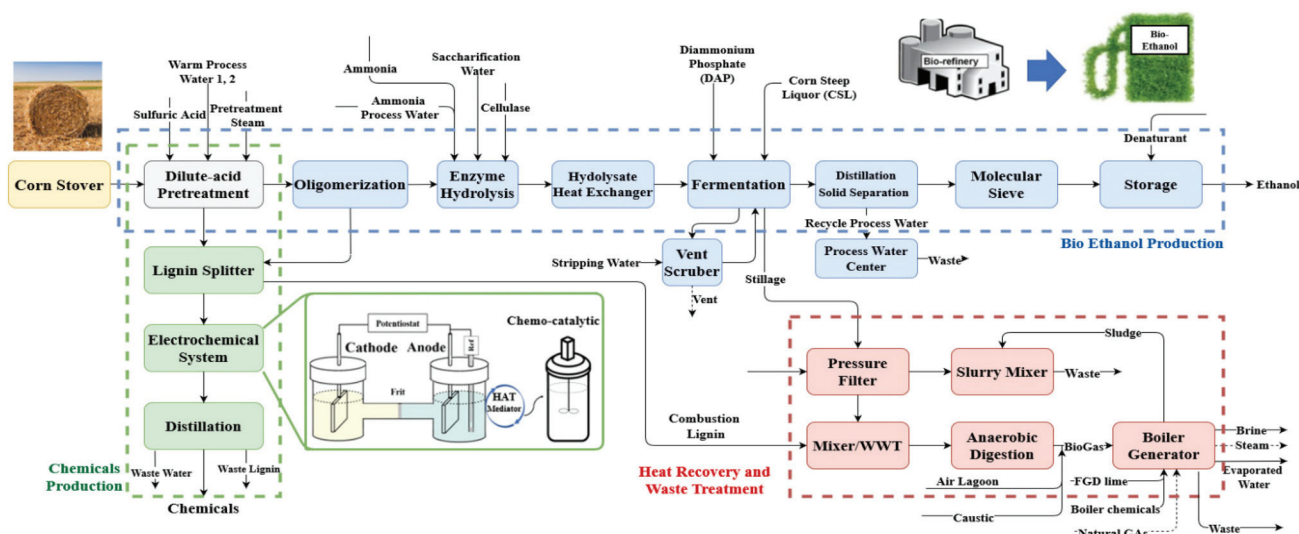 Bio-refinery
Bio-
Ethanol
Warm Process
Water 1, 2
Sulfuric Acid
Pretreatment
Steam
Ammonia
Ammonia
Process Water
Saccharification
Water
Cellulase
Diammonium
Phosphate (DAP)
Corn Steep
Liquor (CSL)
Denaturant
Corn Stover
Dilute-acid
Pretreatment
Oligomerization
Enzyme
Hydrolysis
Hydolysate
Heat Exchanger
Fermentation
Distillation
Solid Separation
Molecular
Sieve
Storage
Ethanol
Recycle Process Water
Bio Ethanol Production
Lignin Splitter
Stripping Water
Vent
Scruber
Vent
Stillage
Process Water
Center
Waste
Electrochemical
System
Potentiostat
Cathode
Anode
Ref
Frit
HAT
Mediator
Chemo-catalytic
Distillation
Waste Water
Waste Lignin
Chemicals
Production
Chemicals
Combustion
Lignin
Heat Recovery and
Waste Treatment
Pressure
Filter
Slurry Mixer
Waste
Sludge
Mixer/WWT
Anaerobic
Digestion
BioGas
Boiler
Generator
Brine
Steam
Evaporated
Water
Air Lagoon
FGD lime
Caustic
Boiler chemicals
Natural GAs
Waste